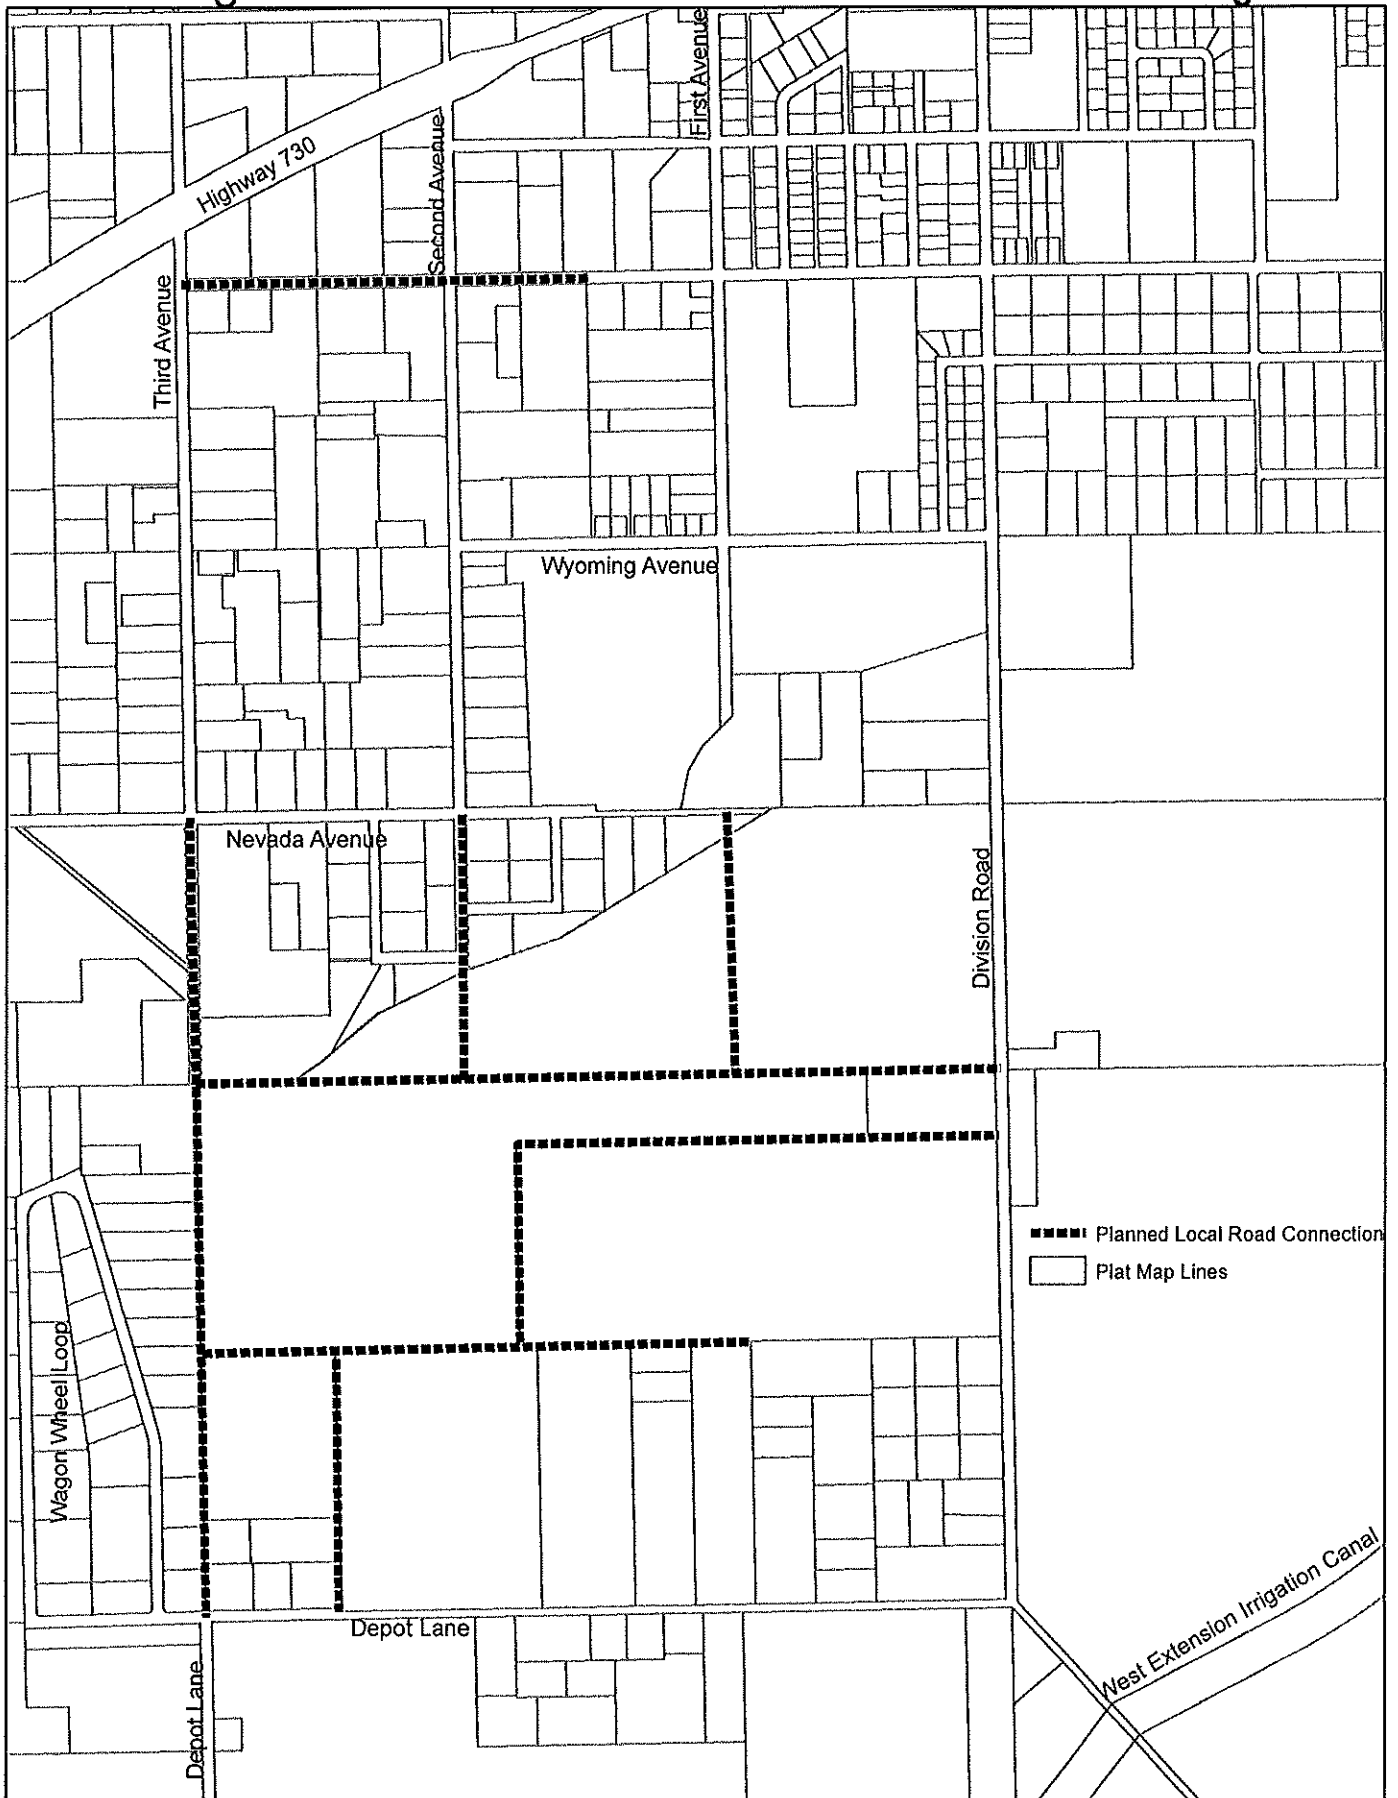 First Avenue
Highway 730
Second Avenue
Third Avenue
Wyoming Avenue
Nevada Avenue
Division Road
Planned Local Road Connection
Plat Map Lines
Wagon Wheel Loop
West Extension Irrigation Canal
Depot Lane
Depot Lane